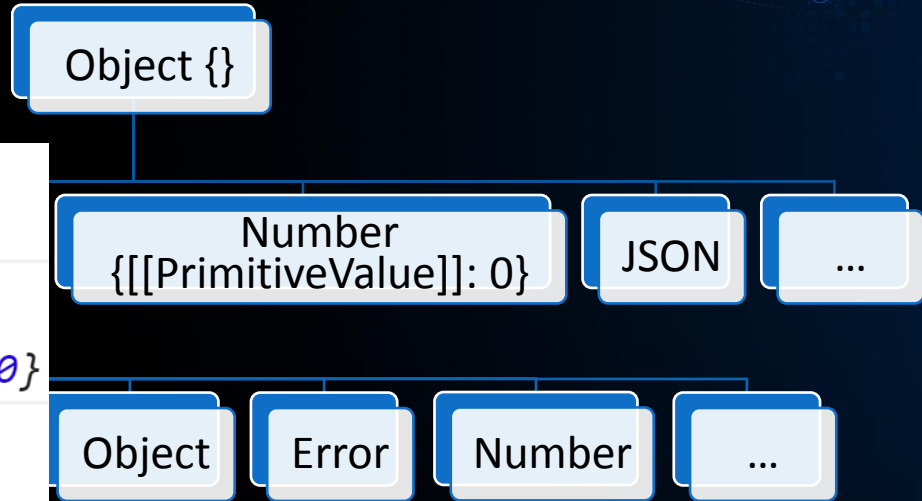 Object {}
Number
{[[PrimitiveValue]]: 0}
JSON
...
0}
Object
Error
Number
...